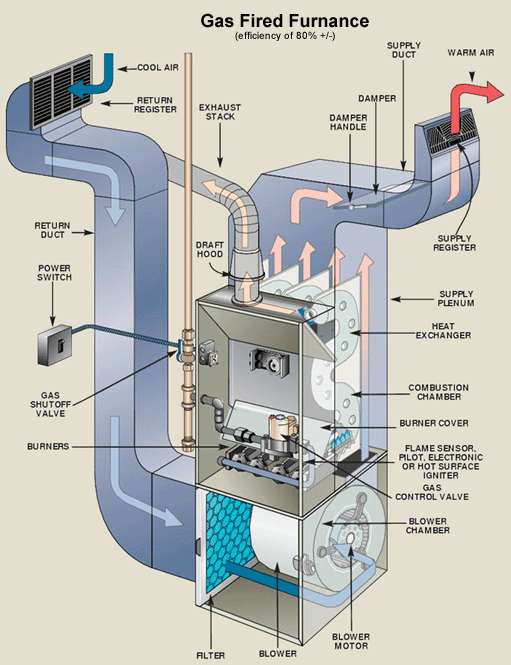 Gas Fired Furnance
(efficiency of 80% +/-)
COOL AIR
RETURN
REGISTER
EXHAUST
STACK
SUPPLY
DUCT
WARM AIR
DAMPER
DAMPER
HANDLE
RETURN
DUCT
DRAFT
HOOD
SUPPLY
REGISTER
POWER
SWITCH
SUPPLY
PLENUM
HEAT
EXCHANGER
GAS
SHUTOFF
VALVE
COMBUSTION
CHAMBER
BURNER COVER
BURNERS
FLAME SENSOR,
PILOT, ELECTRONIC
OR HOT SURFACE
IGNITER
GAS
CONTROL VALVE
BLOWER
CHAMBER
FILTER
BLOWER
BLOWER
MOTOR